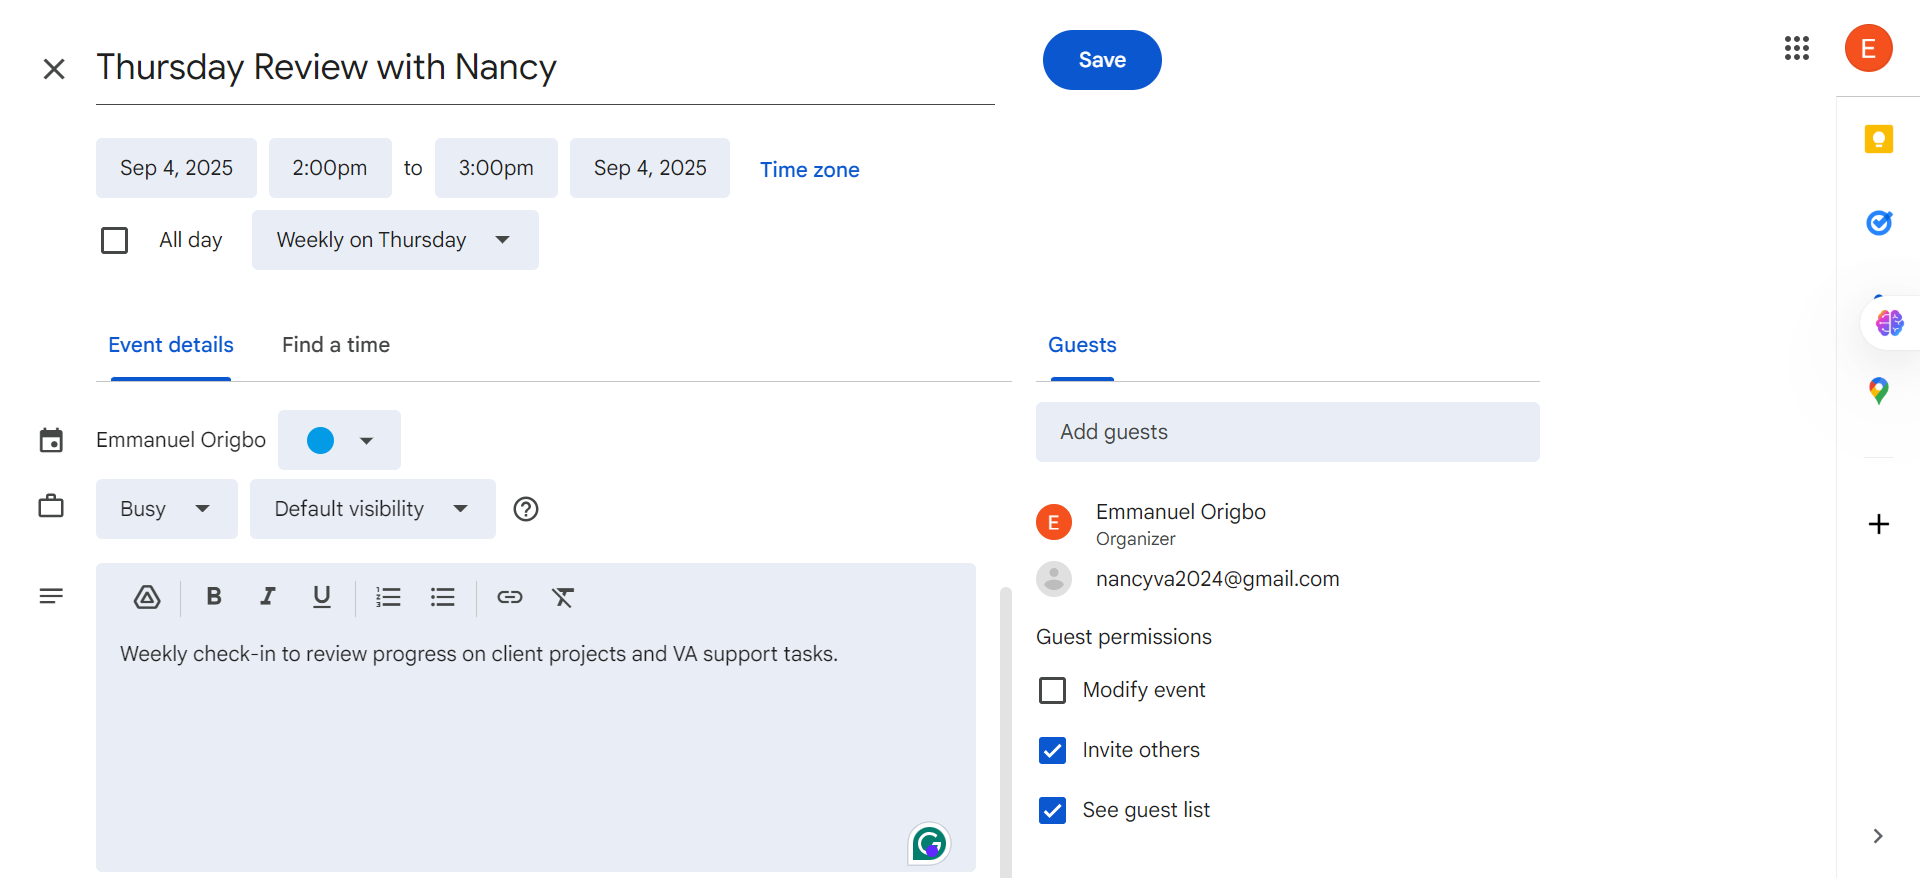 Thursday Review with Nancy
Save
E
Sep 4, 2025 2:00pm to 3:00pm Sep 4, 2025 Time zone
All day Weekly on Thursday
Event details Find a time
Guests
Emmanuel Origbo
Add guests
Busy Default visibility
E Emmanuel Origbo
Organizer
nancyva2024@gmail.com
B I U
Weekly check-in to review progress on client projects and VA support tasks.
Guest permissions
Modify event
Invite others
See guest list